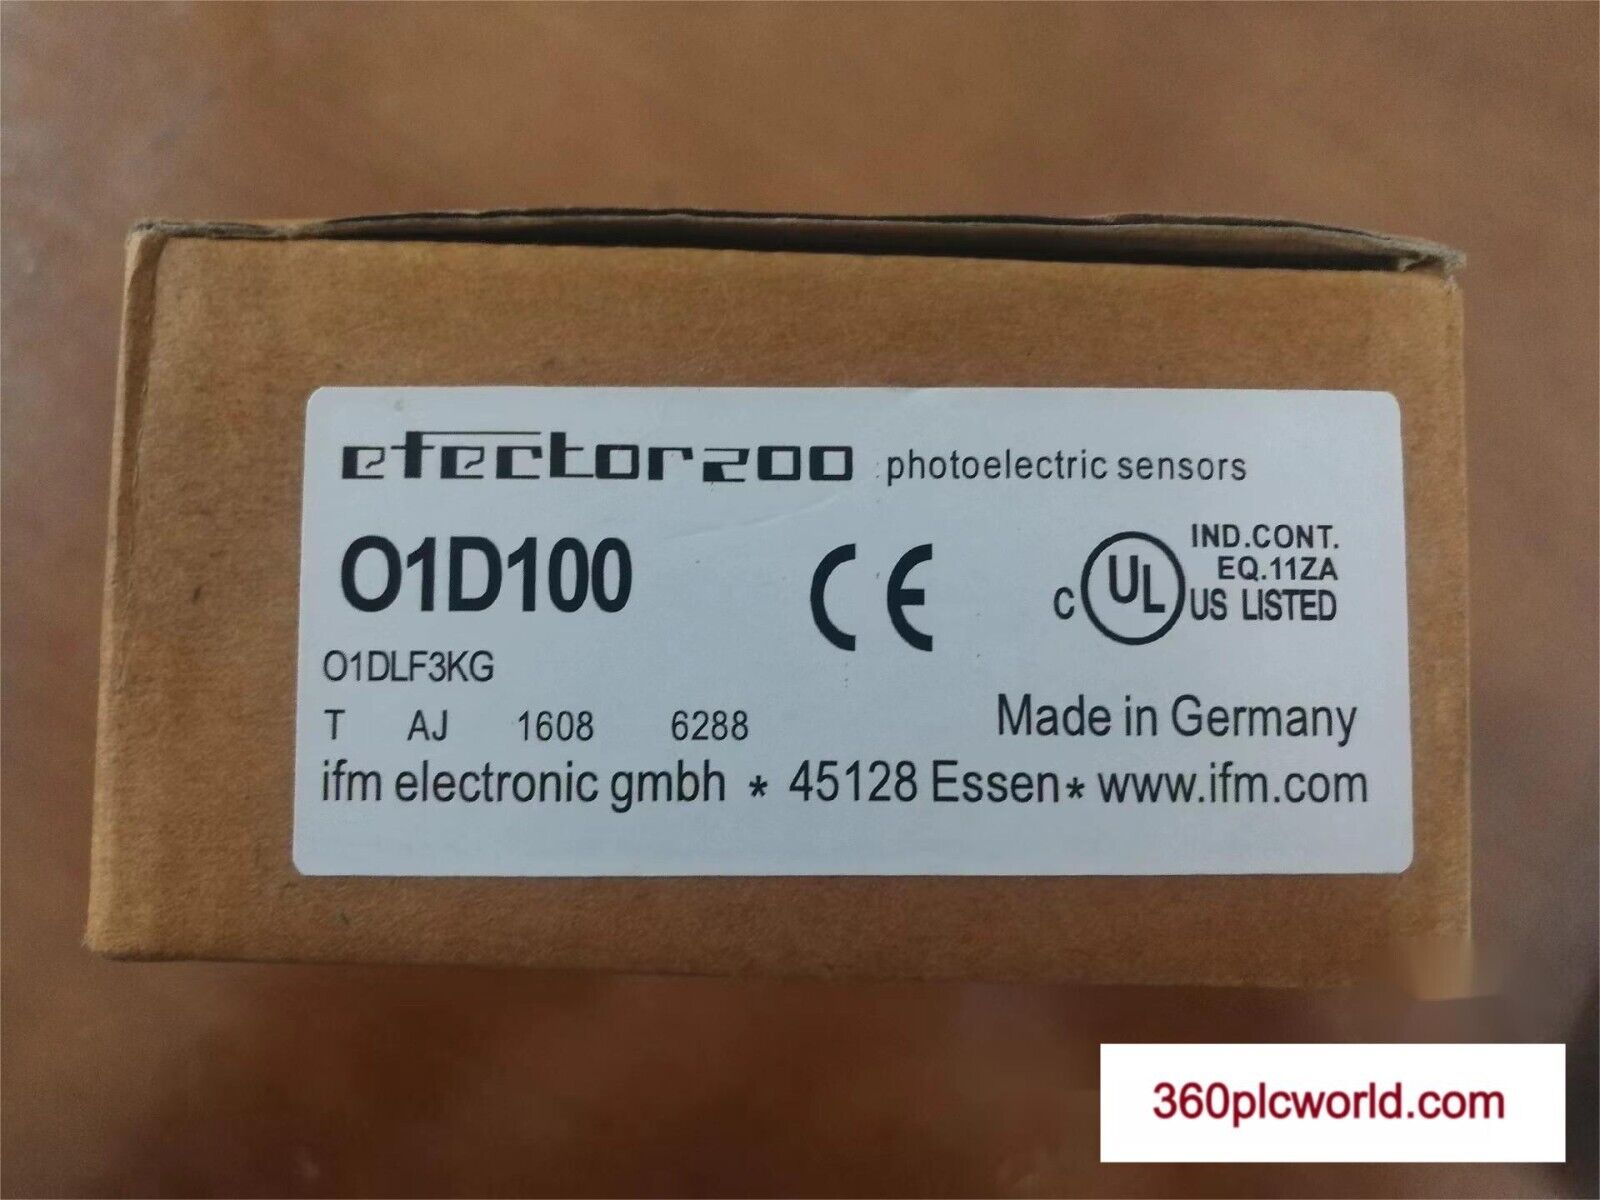 efector200 photoelectric sensors
O1D100
CE
IND.CONT.
EQ.11ZA
C UL US LISTED
O1DLF3KG
T AJ 1608 6288
Made in Germany
ifm electronic gmbh * 45128 Essen* www.ifm.com
360plcworld.com